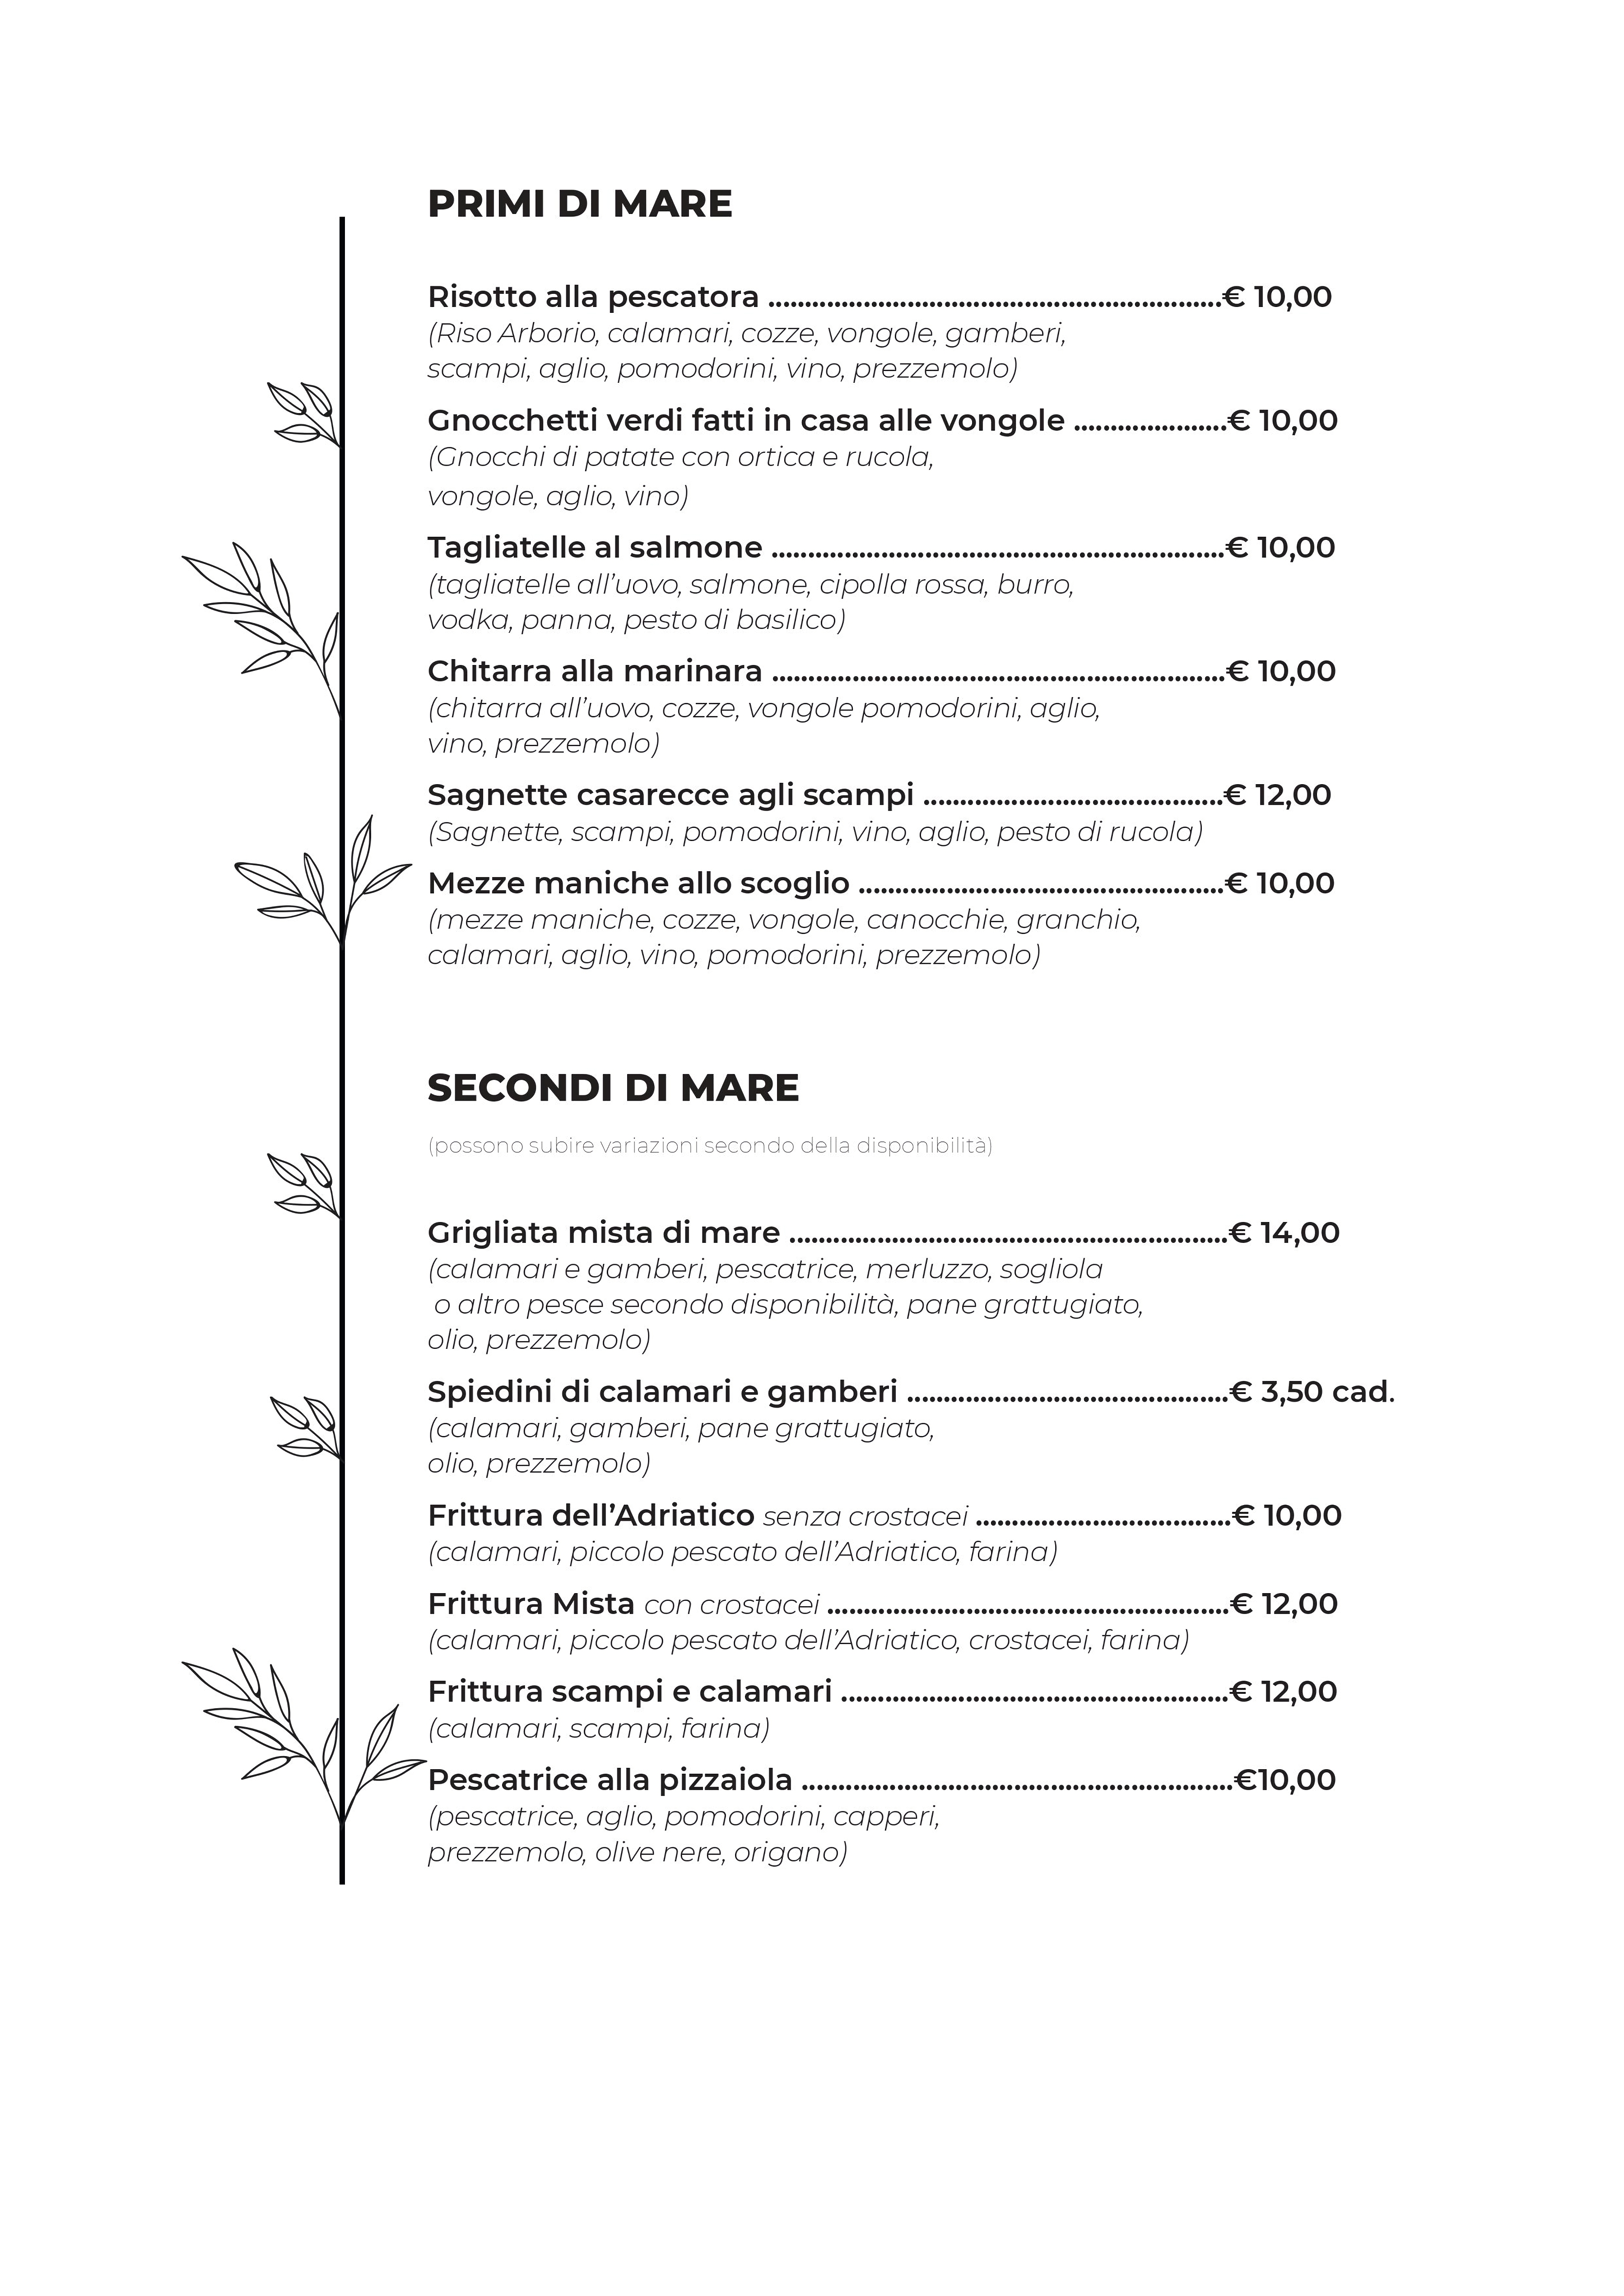 PRIMI DI MARE
Risotto alla pescatora ..............................................................€ 10,00
(Riso Arborio, calamari, cozze, vongole, gamberi,
scampi, aglio, pomodorini, vino, prezzemolo)
Gnocchetti verdi fatti in casa alle vongole .....................€ 10,00
(Gnocchi di patate con ortica e rucola,
vongole, aglio, vino)
Tagliatelle al salmone ..............................................................€ 10,00
(tagliatelle all’uovo, salmone, cipolla rossa, burro,
vodka, panna, pesto di basilico)
Chitarra alla marinara ..............................................................€ 10,00
(chitarra all’uovo, cozze, vongole pomodorini, aglio,
vino, prezzemolo)
Sagnette casarecce agli scampi .........................................€ 12,00
(Sagnette, scampi, pomodorini, vino, aglio, pesto di rucola)
Mezze maniche allo scoglio ..................................................€ 10,00
(mezze maniche, cozze, vongole, canocchie, granchio,
calamari, aglio, vino, pomodorini, prezzemolo)
SECONDI DI MARE
(possono subire variazioni secondo della disponibilità)
Grigliata mista di mare ............................................................€ 14,00
(calamari e gamberi, pescatrice, merluzzo, sogliola
o altro pesce secondo disponibilità, pane grattugiato,
olio, prezzemolo)
Spiedini di calamari e gamberi ............................................€ 3,50 cad.
(calamari, gamberi, pane grattugiato,
olio, prezzemolo)
Frittura dell’Adriatico senza crostacei ...................................€ 10,00
(calamari, piccolo pescato dell’Adriatico, farina)
Frittura Mista con crostacei .......................................................€ 12,00
(calamari, piccolo pescato dell’Adriatico, crostacei, farina)
Frittura scampi e calamari .....................................................€ 12,00
(calamari, scampi, farina)
Pescatrice alla pizzaiola ...........................................................€10,00
(pescatrice, aglio, pomodorini, capperi,
prezzemolo, olive nere, origano)